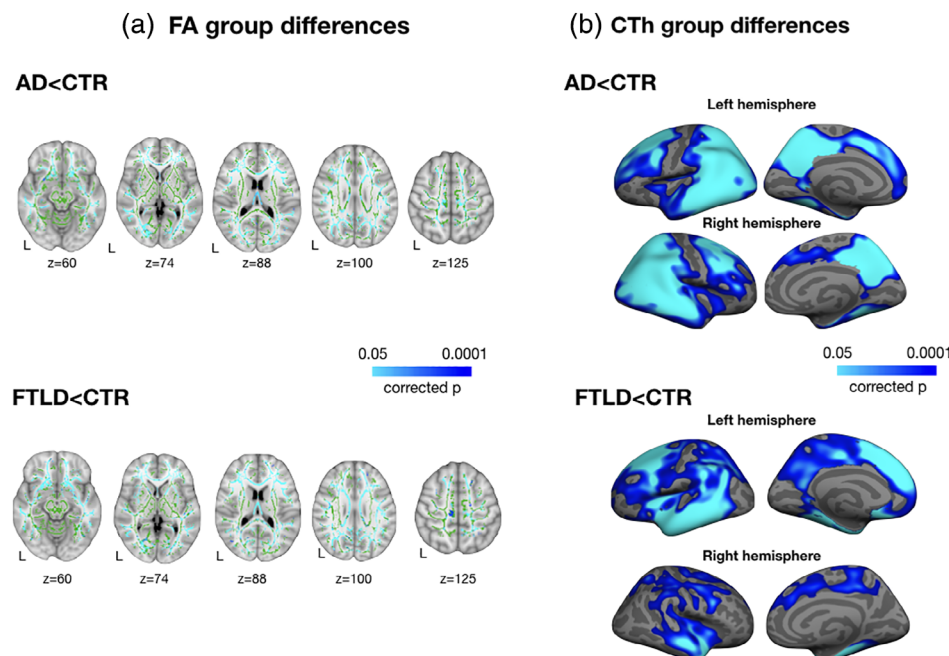 (a) FA group differences
AD<CTR
L
L
L
L
L
z=60
z=74
z=88
z=100
z=125
0.05
0.0001
corrected p
FTLD<CTR
L
L
L
L
L
z=60
z=74
z=88
z=100
z=125
(b) CTh group differences
AD<CTR
Left hemisphere
Right hemisphere
0.05
0.0001
corrected p
FTLD<CTR
Left hemisphere
Right hemisphere